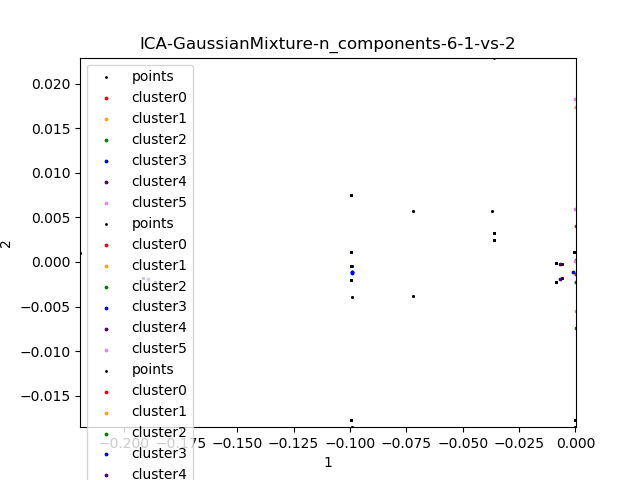 ICA-GaussianMixture-n_components-6-1-vs-2
points
cluster0
cluster1
cluster2
cluster3
cluster4
cluster5
points
cluster0
cluster1
cluster2
cluster3
cluster4
cluster5
points
cluster0
cluster1
cluster2
cluster3
cluster4
0.020
0.015
0.010
0.005
0.000
−0.005
−0.010
−0.015
2
−0.200 −0.175 −0.150 −0.125 −0.100 −0.075 −0.050 −0.025 0.000
1